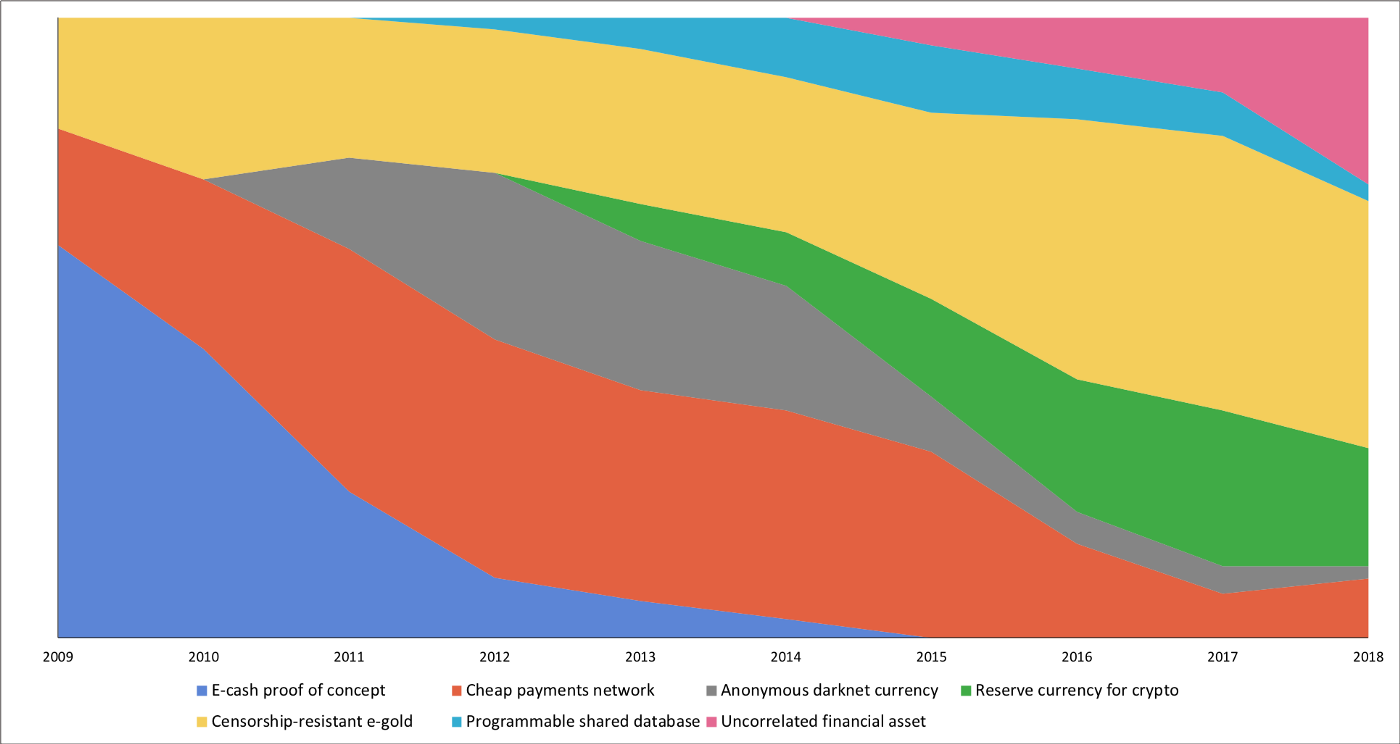 2009 2010 2011 2012 2013 2014 2015 2016 2017 2018
E-cash proof of concept Cheap payments network Anonymous darknet currency Reserve currency for crypto
Censorship-resistant e-gold Programmable shared database Uncorrelated financial asset